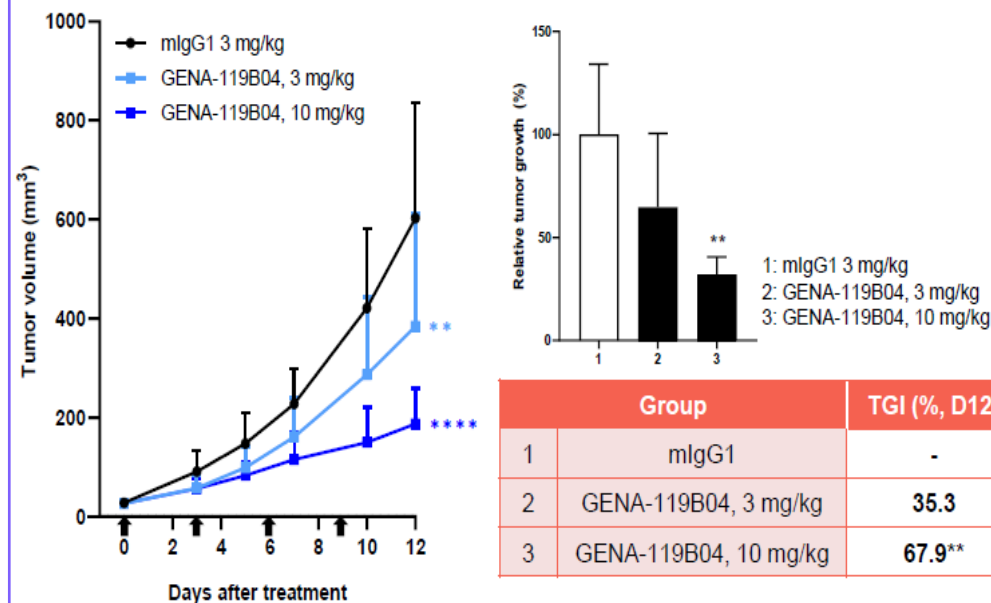 1000
800
600
400
200
0
Tumor volume (mm³)
mIgG1 3 mg/kg
GENA-119B04, 3 mg/kg
GENA-119B04, 10 mg/kg
**
****
0 2 4 6 8 10 12
Days after treatment
150
100
50
0
Relative tumor growth (%)
**
1 2 3
1: mIgG1 3 mg/kg
2: GENA-119B04, 3 mg/kg
3: GENA-119B04, 10 mg/kg
Group TGI (%, D12
1 mIgG1 -
2 GENA-119B04, 3 mg/kg 35.3
3 GENA-119B04, 10 mg/kg 67.9**